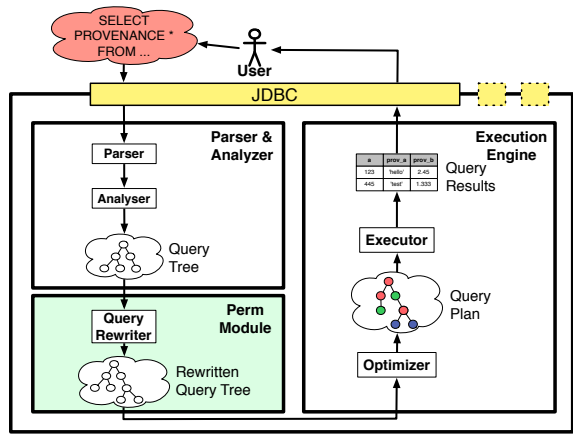 SELECT
PROVENANCE *
FROM ...
User
JDBC
Parser &
Analyzer
Parser
Analyser
Query
Tree
Perm
Module
Query
Rewriter
Rewritten
Query Tree
Execution
Engine
a prov_a prov_b
123 'hello' 2.45
445 'test' 1.333
Query
Results
Executor
Query
Plan
Optimizer